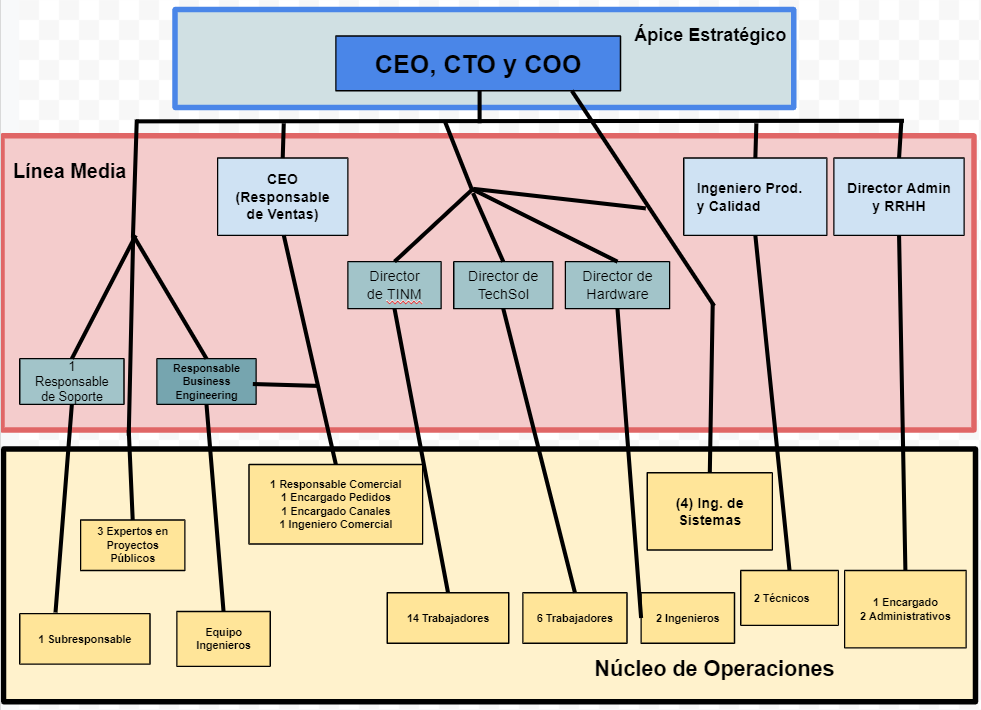 Ápice Estratégico
CEO, CTO y COO
Línea Media
CEO
(Responsable
de Ventas)
Ingeniero Prod.
y Calidad
Director Admin
y RRHH
Director
de TINM
Director de
TechSol
Director de
Hardware
1
Responsable
de Soporte
Responsable
Business
Engineering
1 Responsable Comercial
1 Encargado Pedidos
1 Encargado Canales
1 Ingeniero Comercial
(4) Ing. de
Sistemas
3 Expertos en
Proyectos
Públicos
2 Técnicos
1 Encargado
2 Administrativos
1 Subresponsable
Equipo
Ingenieros
14 Trabajadores
6 Trabajadores
2 Ingenieros
Núcleo de Operaciones